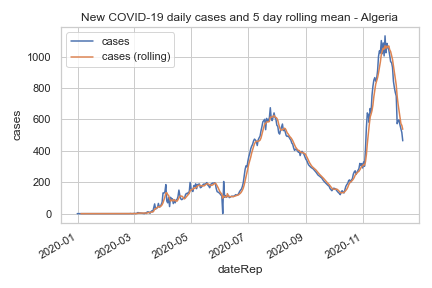 New COVID-19 daily cases and 5 day rolling mean - Algeria
cases
cases (rolling)
1000
800
600
400
200
0
cases
2020-01
2020-03
2020-05
2020-07
2020-09
2020-11
dateRep